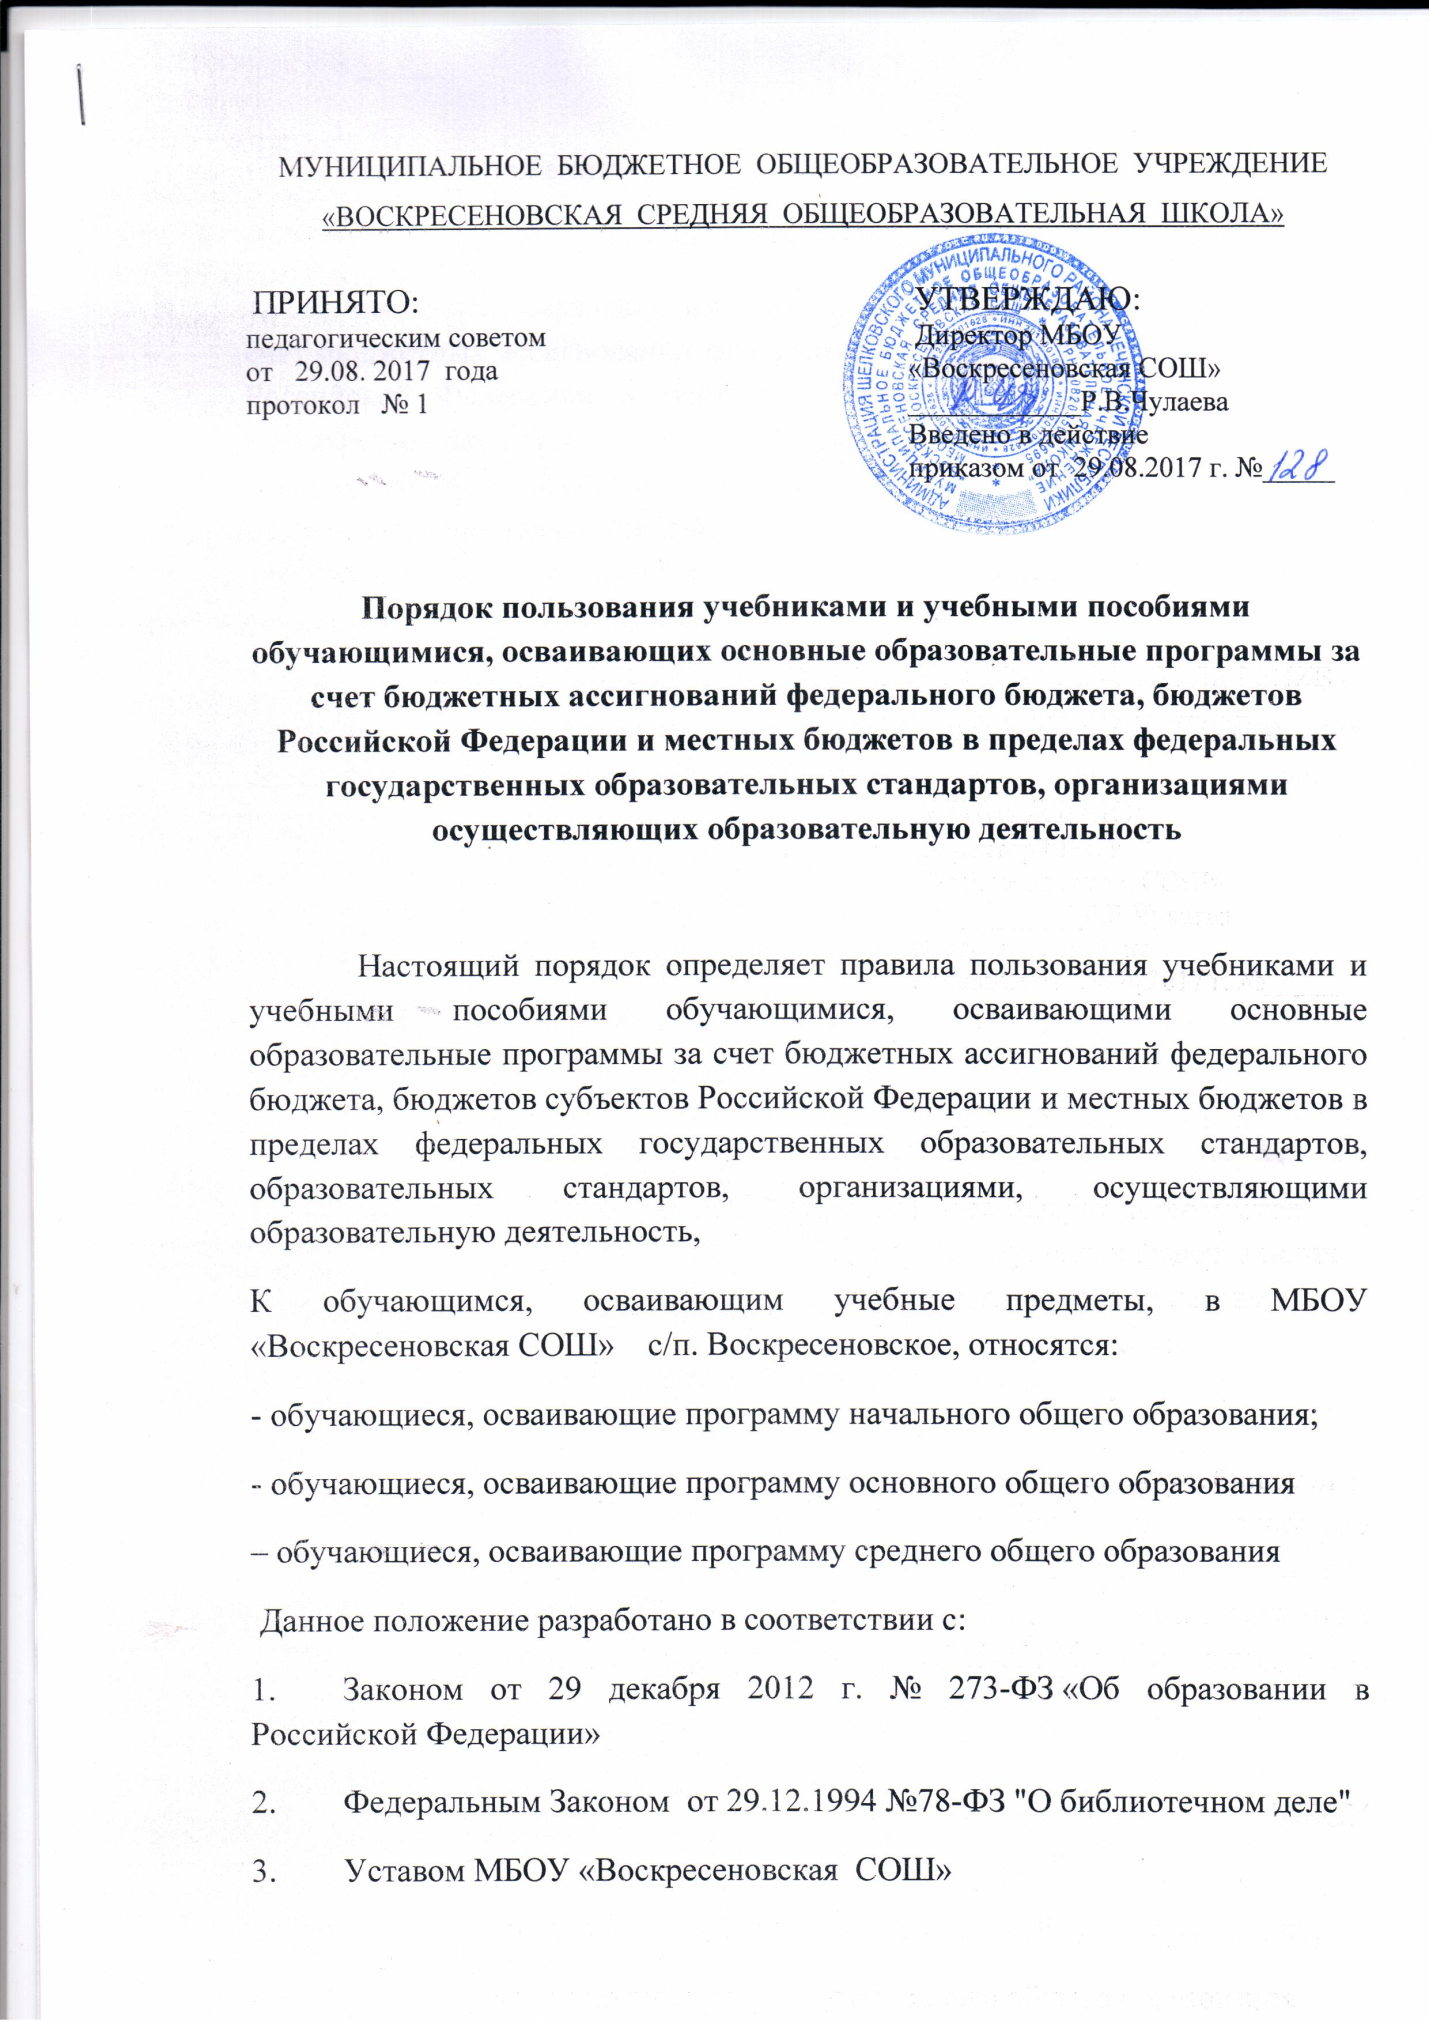 МУНИЦИПАЛЬНОЕ БЮДЖЕТНОЕ ОБЩЕОБРАЗОВАТЕЛЬНОЕ УЧРЕЖДЕНИЕ
«ВОСКРЕСЕНОВСКАЯ СРЕДНЯЯ ОБЩЕОБРАЗОВАТЕЛЬНАЯ ШКОЛА»
ПРИНЯТО:
педагогическим советом
от 29.08. 2017 года
протокол № 1
УТВЕРЖДАЮ:
Директор МБОУ
«Воскресеновская СОШ»
____________Р.В.Чулаева
Введено в действие
приказом от 29.08.2017 г. №128
Порядок пользования учебниками и учебными пособиями
обучающимися, осваивающих основные образовательные программы за
счет бюджетных ассигнований федерального бюджета, бюджетов
Российской Федерации и местных бюджетов в пределах федеральных
государственных образовательных стандартов, организациями
осуществляющих образовательную деятельность
Настоящий порядок определяет правила пользования учебниками и
учебными пособиями обучающимися, осваивающими основные
образовательные программы за счет бюджетных ассигнований федерального
бюджета, бюджетов субъектов Российской Федерации и местных бюджетов в
пределах федеральных государственных образовательных стандартов,
образовательных стандартов, организациями, осуществляющими
образовательную деятельность,
К обучающимся, осваивающим учебные предметы, в МБОУ
«Воскресеновская СОШ» с/п. Воскресеновское, относятся:
- обучающиеся, осваивающие программу начального общего образования;
- обучающиеся, осваивающие программу основного общего образования
– обучающиеся, осваивающие программу среднего общего образования
Данное положение разработано в соответствии с:
1. Законом от 29 декабря 2012 г. № 273-ФЗ «Об образовании в
Российской Федерации»
2. Федеральным Законом от 29.12.1994 №78-ФЗ "О библиотечном деле"
3. Уставом МБОУ «Воскресеновская СОШ»